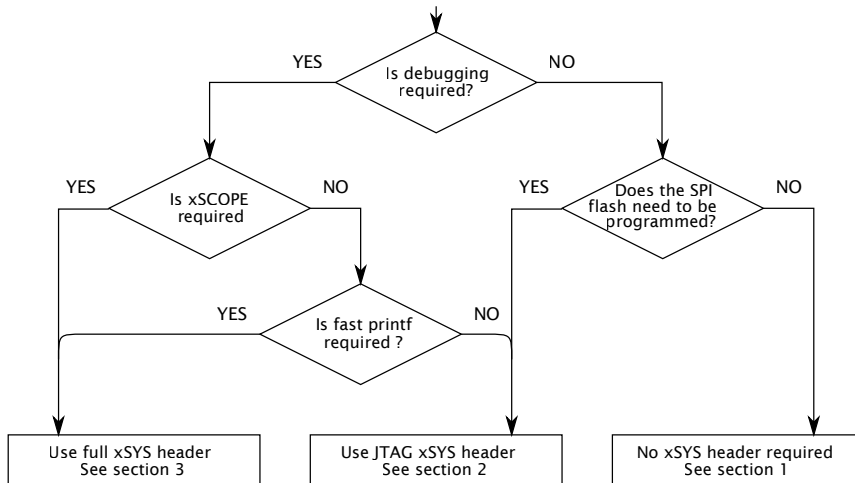 YES
Is debugging
required?
NO
YES
Is xSCOPE
required
NO
YES
Does the SPI
flash need to be
programmed?
NO
YES
Is fast printf
required ?
NO
Use full xSYS header
See section 3
Use JTAG xSYS header
See section 2
No xSYS header required
See section 1